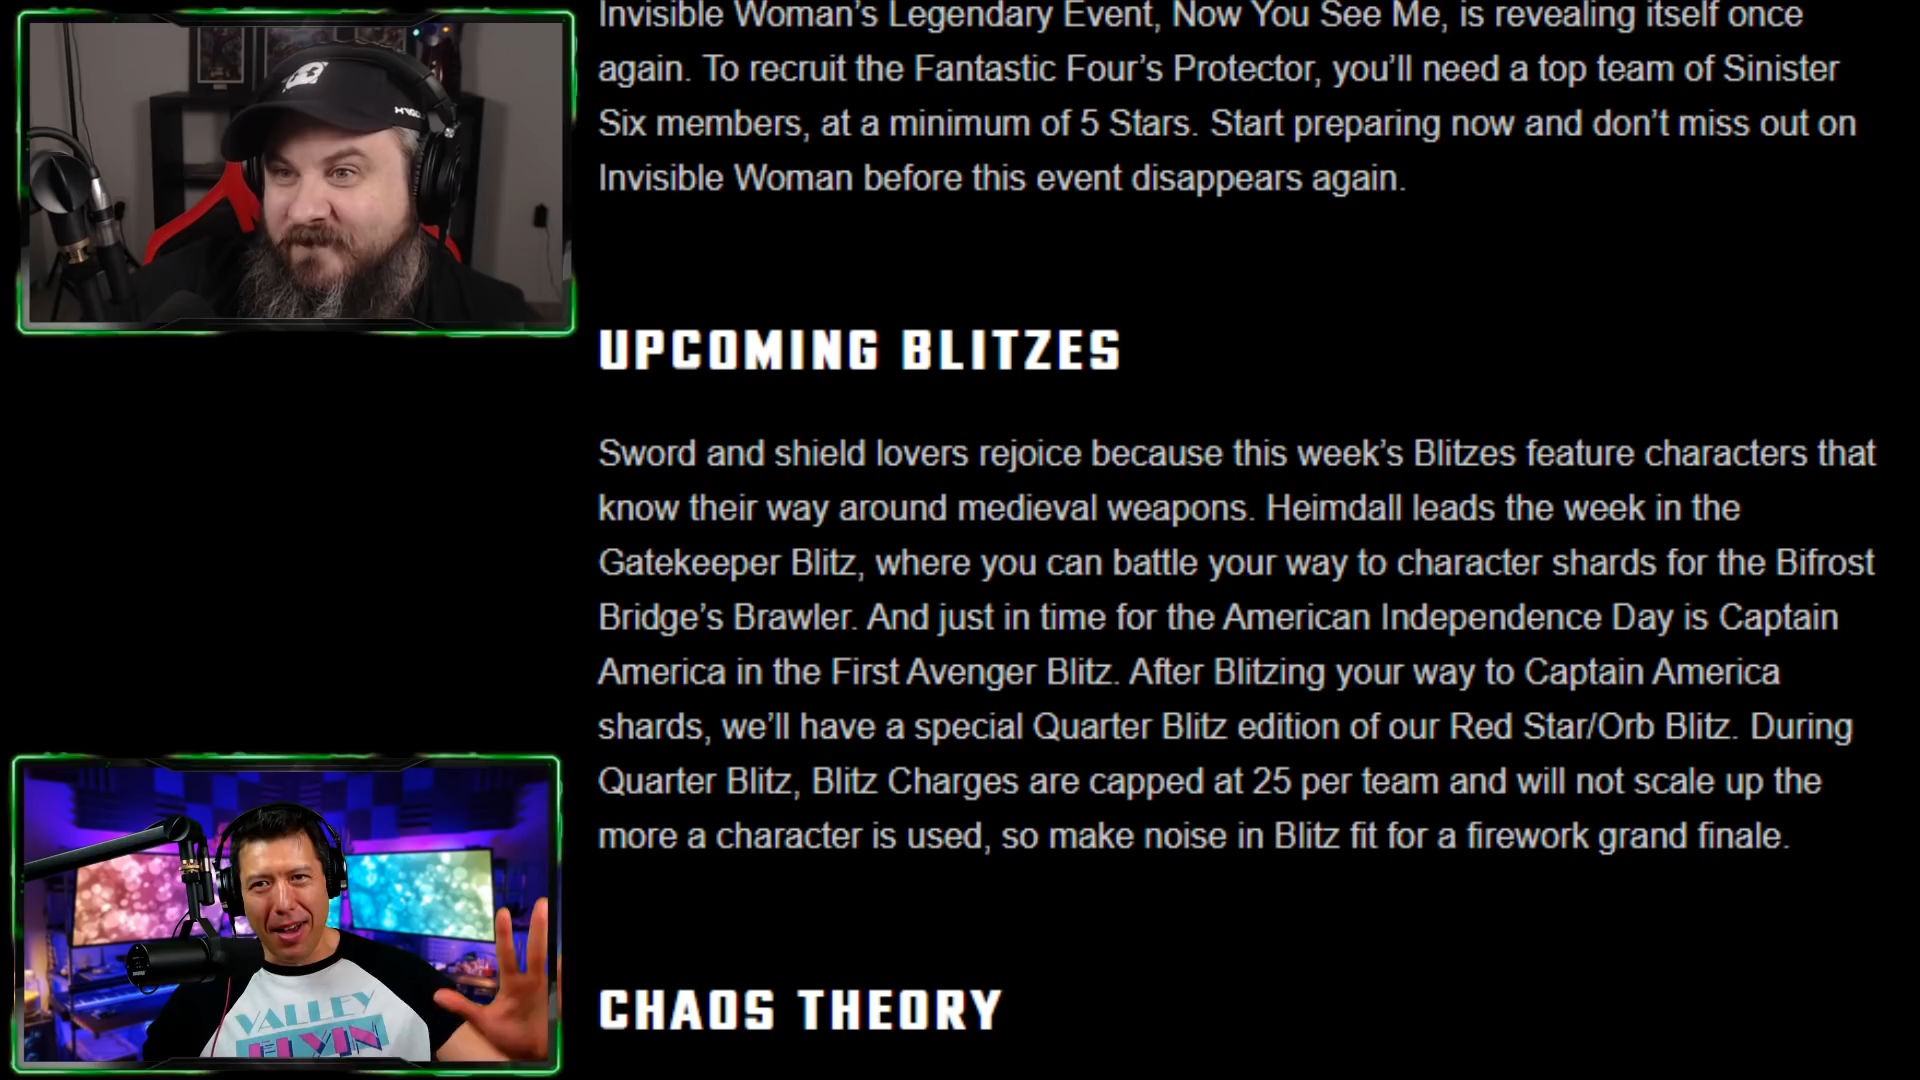 Invisible Woman’s Legendary Event, Now You See Me, is revealing itself once
again. To recruit the Fantastic Four’s Protector, you’ll need a top team of Sinister
Six members, at a minimum of 5 Stars. Start preparing now and don’t miss out on
Invisible Woman before this event disappears again.
UPCOMING BLITZES
Sword and shield lovers rejoice because this week’s Blitzes feature characters that
know their way around medieval weapons. Heimdall leads the week in the
Gatekeeper Blitz, where you can battle your way to character shards for the Bifrost
Bridge’s Brawler. And just in time for the American Independence Day is Captain
America in the First Avenger Blitz. After Blitzing your way to Captain America
shards, we’ll have a special Quarter Blitz edition of our Red Star/Orb Blitz. During
Quarter Blitz, Blitz Charges are capped at 25 per team and will not scale up the
more a character is used, so make noise in Blitz fit for a firework grand finale.
CHAOS THEORY
VALLEY